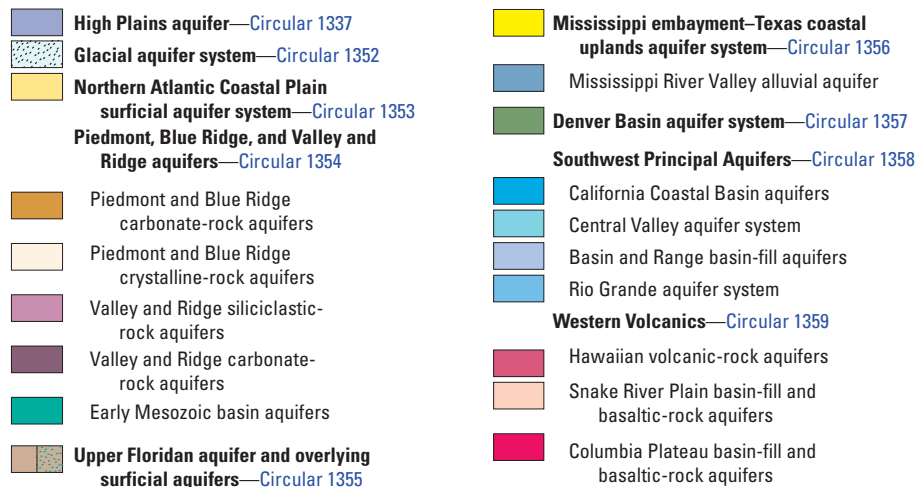 High Plains aquifer—Circular 1337
Glacial aquifer system—Circular 1352
Northern Atlantic Coastal Plain
surficial aquifer system—Circular 1353
Piedmont, Blue Ridge, and Valley and
Ridge aquifers—Circular 1354
Piedmont and Blue Ridge
carbonate-rock aquifers
Piedmont and Blue Ridge
crystalline-rock aquifers
Valley and Ridge siliciclastic-
rock aquifers
Valley and Ridge carbonate-
rock aquifers
Early Mesozoic basin aquifers
Upper Floridan aquifer and overlying
surficial aquifers—Circular 1355
Mississippi embayment–Texas coastal
uplands aquifer system—Circular 1356
Mississippi River Valley alluvial aquifer
Denver Basin aquifer system—Circular 1357
Southwest Principal Aquifers—Circular 1358
California Coastal Basin aquifers
Central Valley aquifer system
Basin and Range basin-fill aquifers
Rio Grande aquifer system
Western Volcanics—Circular 1359
Hawaiian volcanic-rock aquifers
Snake River Plain basin-fill and
basaltic-rock aquifers
Columbia Plateau basin-fill and
basaltic-rock aquifers